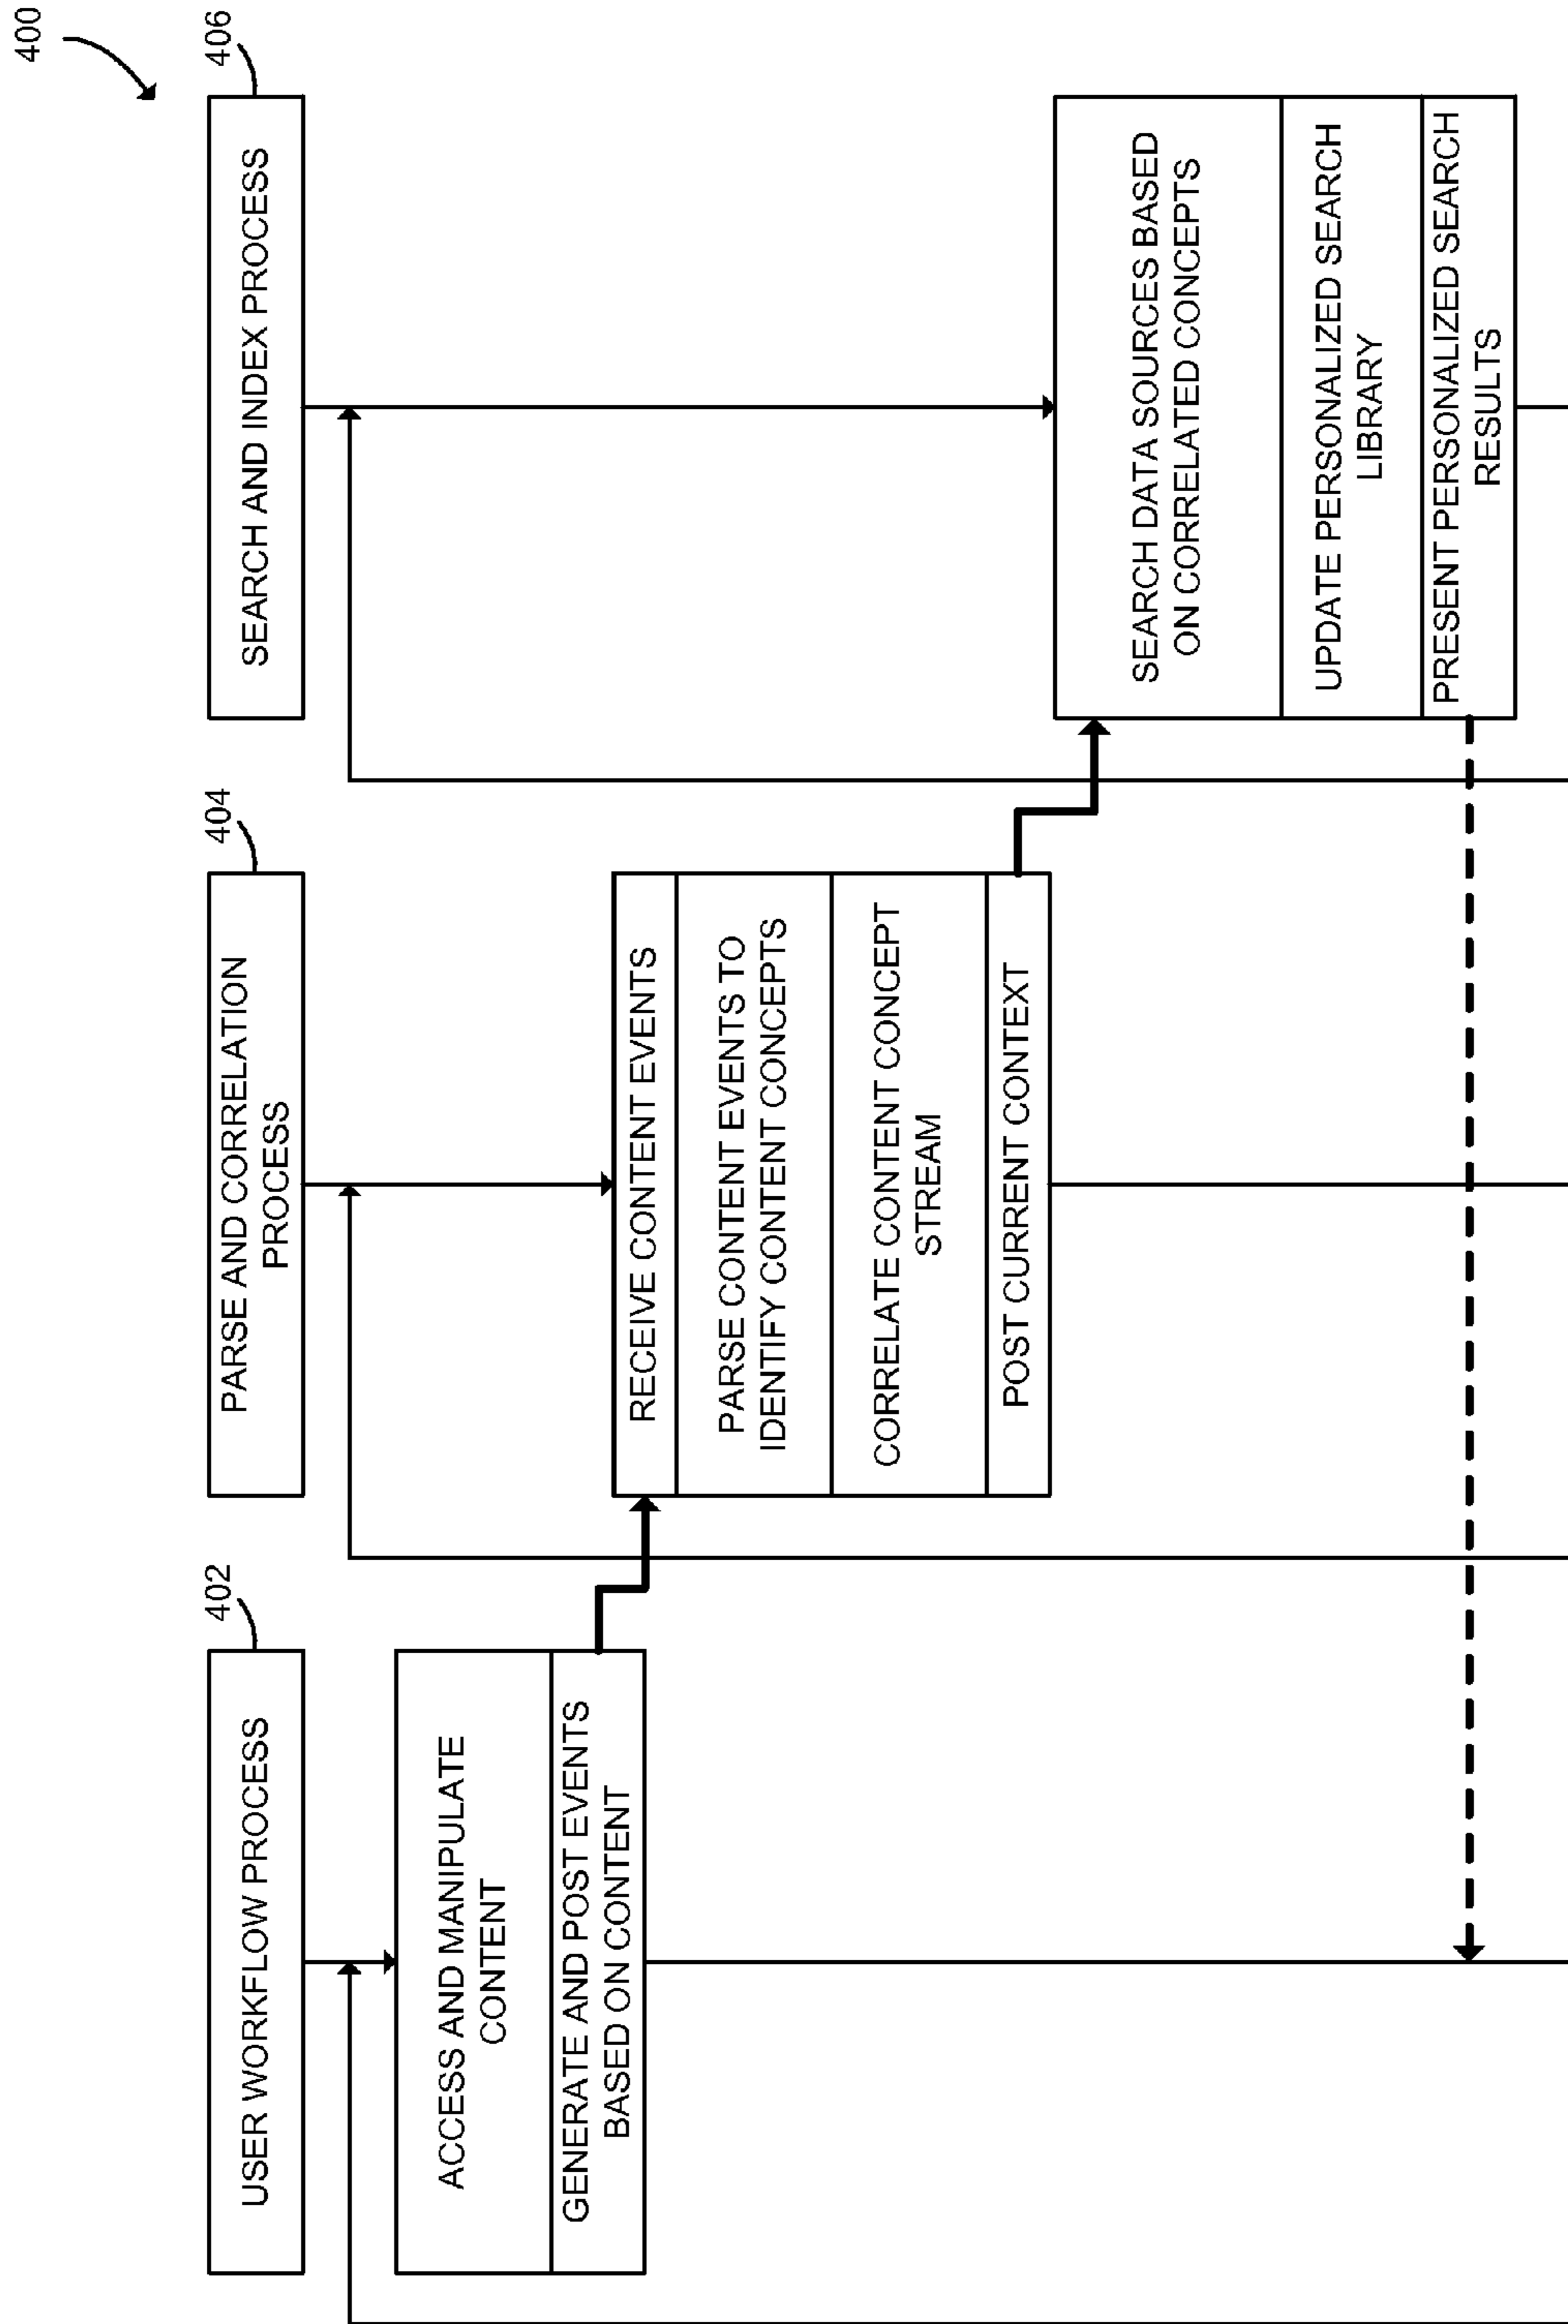 400
402
USER WORKFLOW PROCESS
ACCESS AND MANIPULATE
CONTENT
GENERATE AND POST EVENTS
BASED ON CONTENT
404
PARSE AND CORRELATION
PROCESS
RECEIVE CONTENT EVENTS
PARSE CONTENT EVENTS TO
IDENTIFY CONTENT CONCEPTS
CORRELATE CONTENT CONCEPT
STREAM
POST CURRENT CONTEXT
406
SEARCH AND INDEX PROCESS
SEARCH DATA SOURCES BASED
ON CORRELATED CONCEPTS
UPDATE PERSONALIZED SEARCH
LIBRARY
PRESENT PERSONALIZED SEARCH
RESULTS